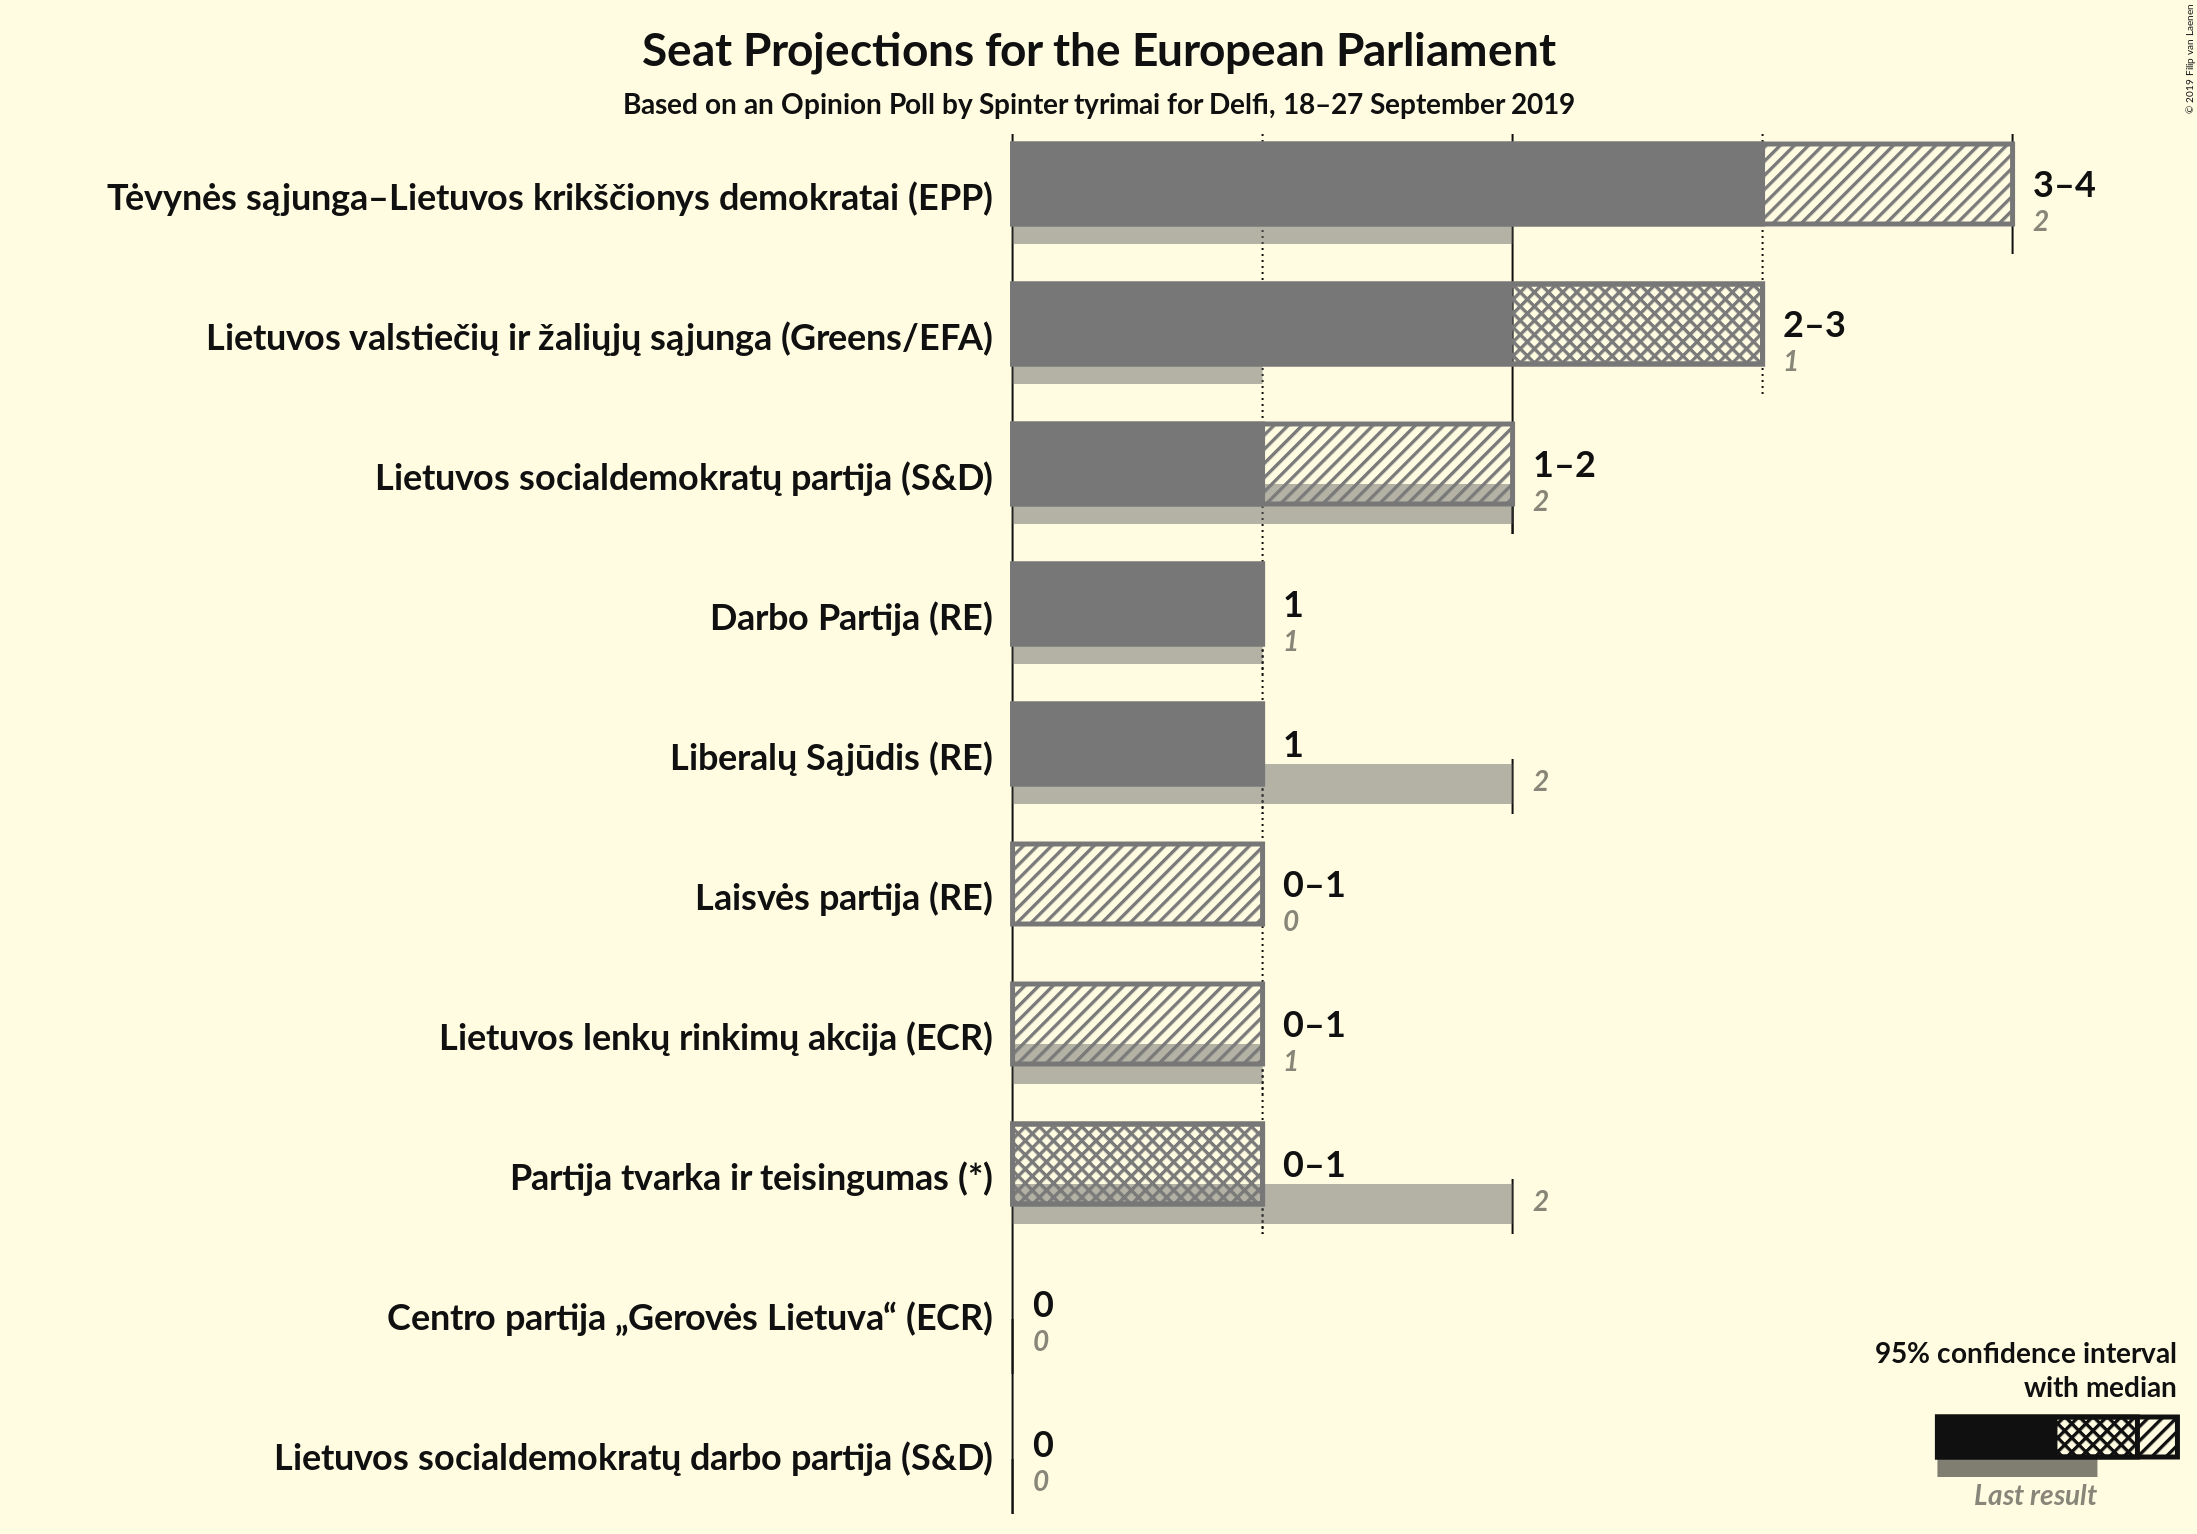 Seat Projections for the European Parliament
Based on an Opinion Poll by Spinter tyrimai for Delfi, 18–27 September 2019
© 2019 Filip van Laenen
Tėvynės sąjunga–Lietuvos krikščionys demokratai (EPP)
3–4
2
Lietuvos valstiečių ir žaliųjų sąjunga (Greens/EFA)
2–3
1
Lietuvos socialdemokratų partija (S&D)
1–2
2
Darbo Partija (RE)
1
1
Liberalų Sąjūdis (RE)
1
2
Laisvės partija (RE)
0–1
0
Lietuvos lenkų rinkimų akcija (ECR)
0–1
1
Partija tvarka ir teisingumas (*)
0–1
2
Centro partija „Gerovės Lietuva“ (ECR)
0
0
Lietuvos socialdemokratų darbo partija (S&D)
0
0
95% confidence interval
with median
Last result